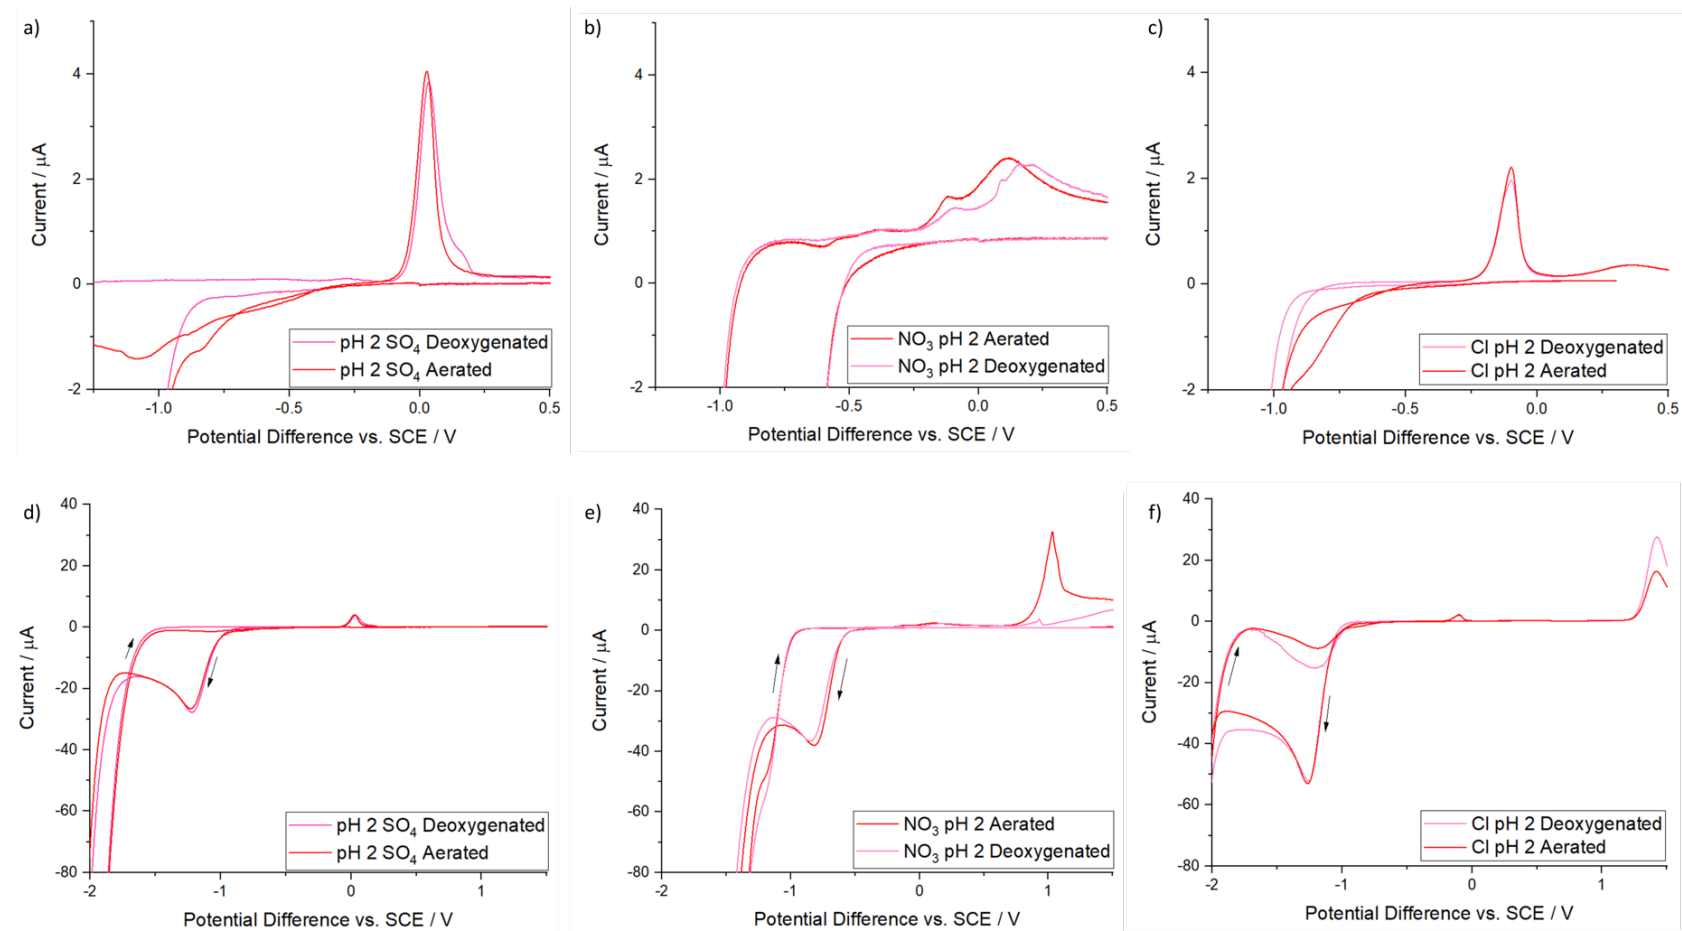 a)
4
2
0
-2
Current / μA
-1.0 -0.5 0.0 0.5
Potential Difference vs. SCE / V
pH 2 SO4 Deoxygenated
pH 2 SO4 Aerated
b)
4
2
0
-2
Current / μA
-1.0 -0.5 0.0 0.5
Potential Difference vs. SCE / V
NO3 pH 2 Aerated
NO3 pH 2 Deoxygenated
c)
4
2
0
-2
Current / μA
-1.0 -0.5 0.0 0.5
Potential Difference vs. SCE / V
Cl pH 2 Deoxygenated
Cl pH 2 Aerated
d)
40
20
0
-20
-40
-60
-80
Current / μA
-2 -1 0 1
Potential Difference vs. SCE / V
pH 2 SO4 Deoxygenated
pH 2 SO4 Aerated
e)
40
20
0
-20
-40
-60
-80
Current / μA
-2 -1 0 1
Potential Difference vs. SCE / V
NO3 pH 2 Aerated
NO3 pH 2 Deoxygenated
f)
40
20
0
-20
-40
-60
-80
Current / μA
-2 -1 0 1
Potential Difference vs. SCE / V
Cl pH 2 Deoxygenated
Cl pH 2 Aerated